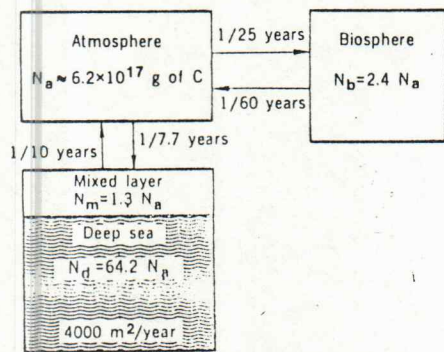 Atmosphere
Nₐ ≈ 6.2×10¹⁷ g of C
1/25 years
1/60 years
Biosphere
N_b = 2.4 Nₐ
1/10 years
1/7.7 years
Mixed layer
N_m = 1.3 Nₐ
Deep sea
N_d = 64.2 Nₐ
4000 m²/year